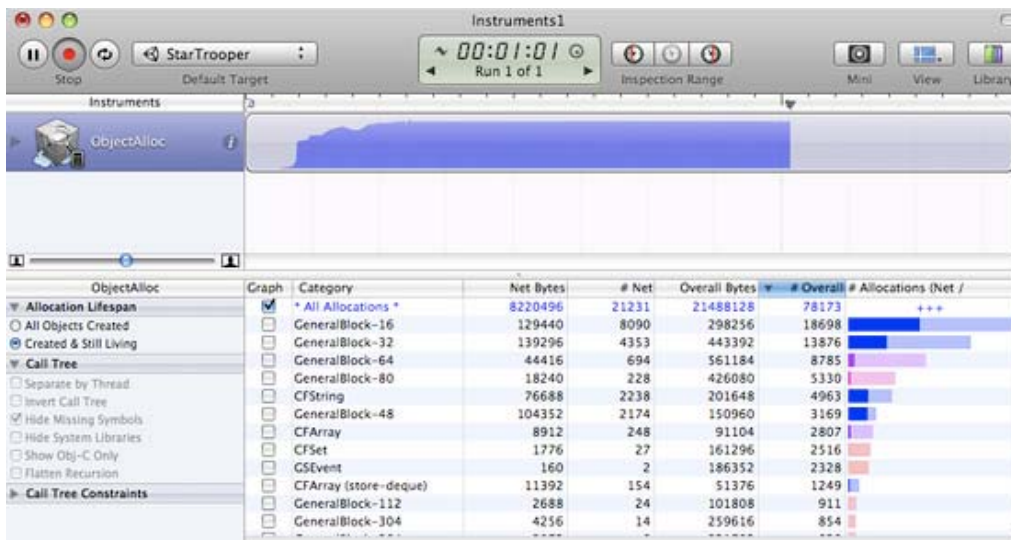 Instruments1
StarTrooper
00:01:01
Run 1 of 1
Stop
Default Target
Inspection Range
Mini
View
Library
Instruments
ObjectAlloc
ObjectAlloc
Graph Category Net Bytes # Net Overall Bytes # Overall # Allocations (Net /
Allocation Lifespan
All Objects Created
Created & Still Living
Call Tree
Separate by Thread
Invert Call Tree
Hide Missing Symbols
Hide System Libraries
Show Obj-C Only
Flatten Recursion
Call Tree Constraints
* All Allocations * 8220496 21231 21488128 78173 +++
GeneralBlock-16 129440 8090 298256 18698
GeneralBlock-32 139296 4353 443392 13876
GeneralBlock-64 44416 694 561184 8785
GeneralBlock-80 18240 228 426080 5330
CFString 76688 2238 201648 4963
GeneralBlock-48 104352 2174 150960 3169
CFArray 8912 248 91104 2807
CFSet 1776 27 161296 2516
GSEvent 160 2 186352 2328
CFArray (store-deque) 11392 154 51376 1249
GeneralBlock-112 2688 24 101808 911
GeneralBlock-304 4256 14 259616 854